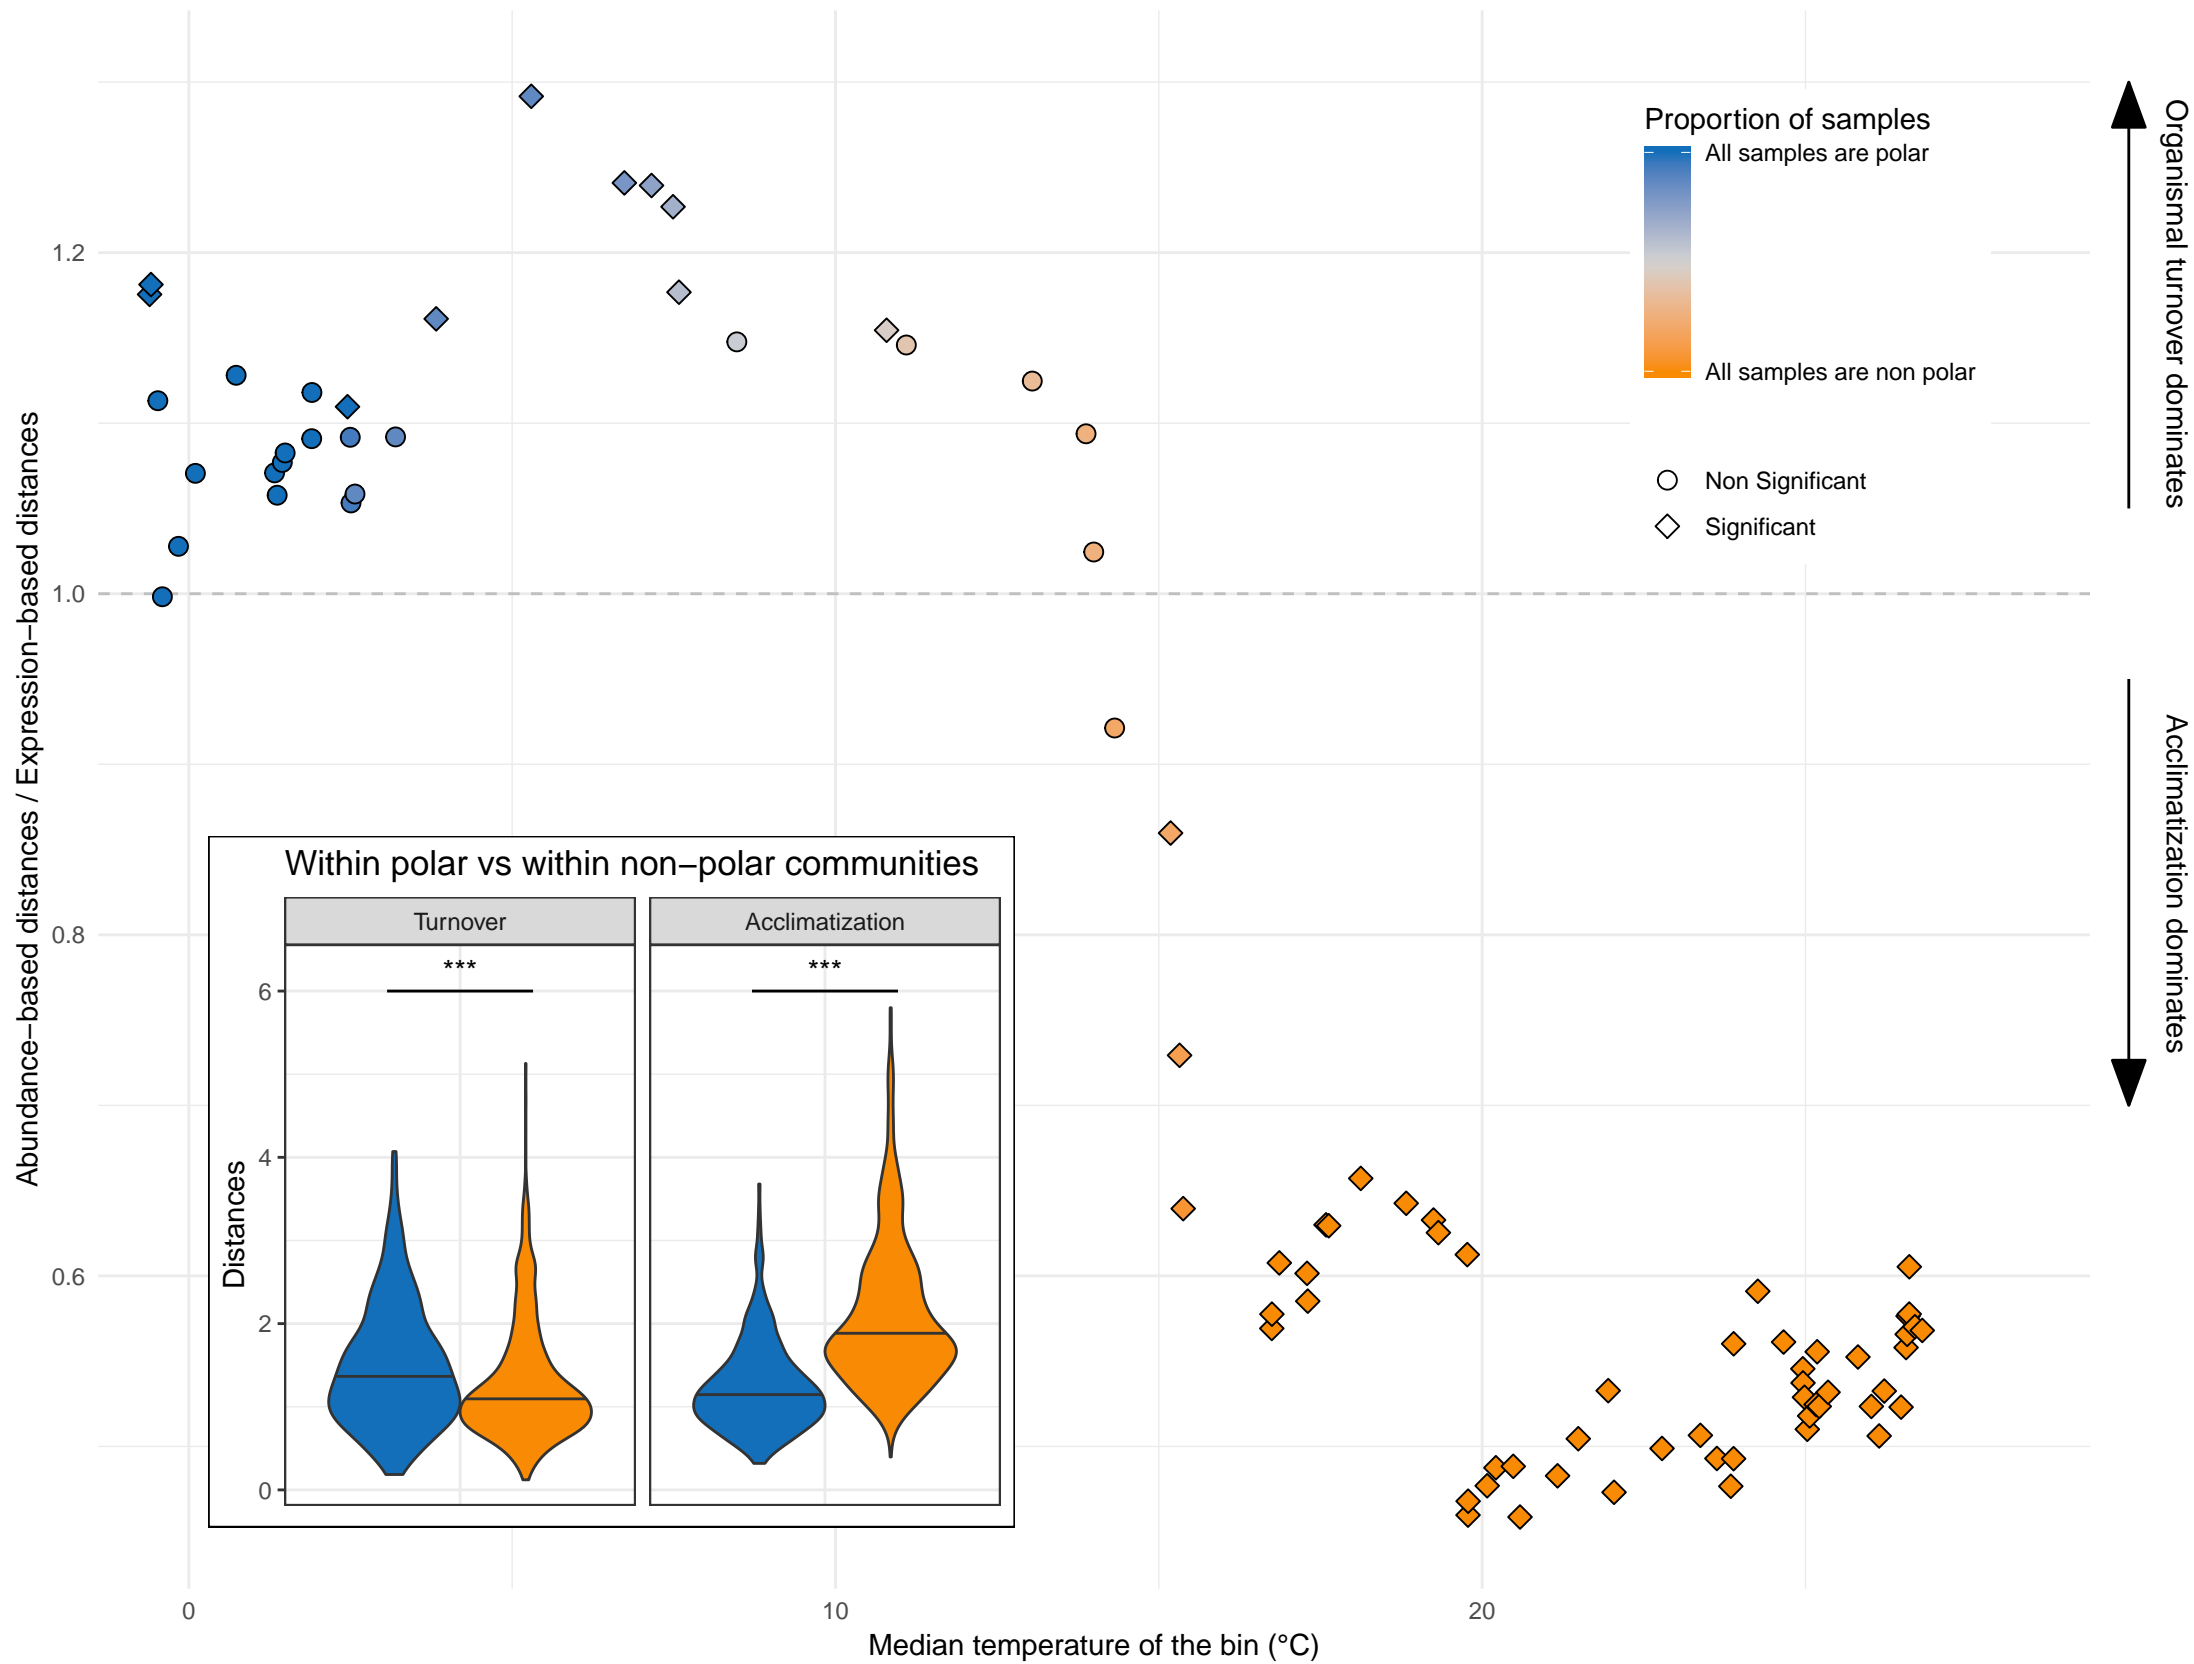 Abundance−based distances / Expression−based distances
1.2
1.0
0.8
0.6
0
10
20
Median temperature of the bin (°C)
Proportion of samples
All samples are polar
All samples are non polar
Non Significant
Significant
Organismal turnover dominates
Acclimatization dominates
Within polar vs within non−polar communities
Turnover
Acclimatization
***
***
Distances
6
4
2
0